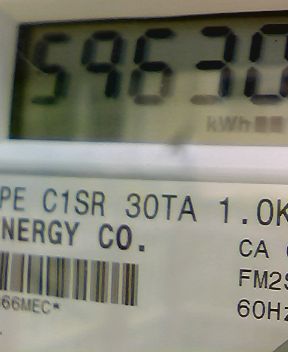 59630
kWh
PE C1SR 30TA 1.0K
NERGY CO.
CA
FM2S
66MEC*
60Hz